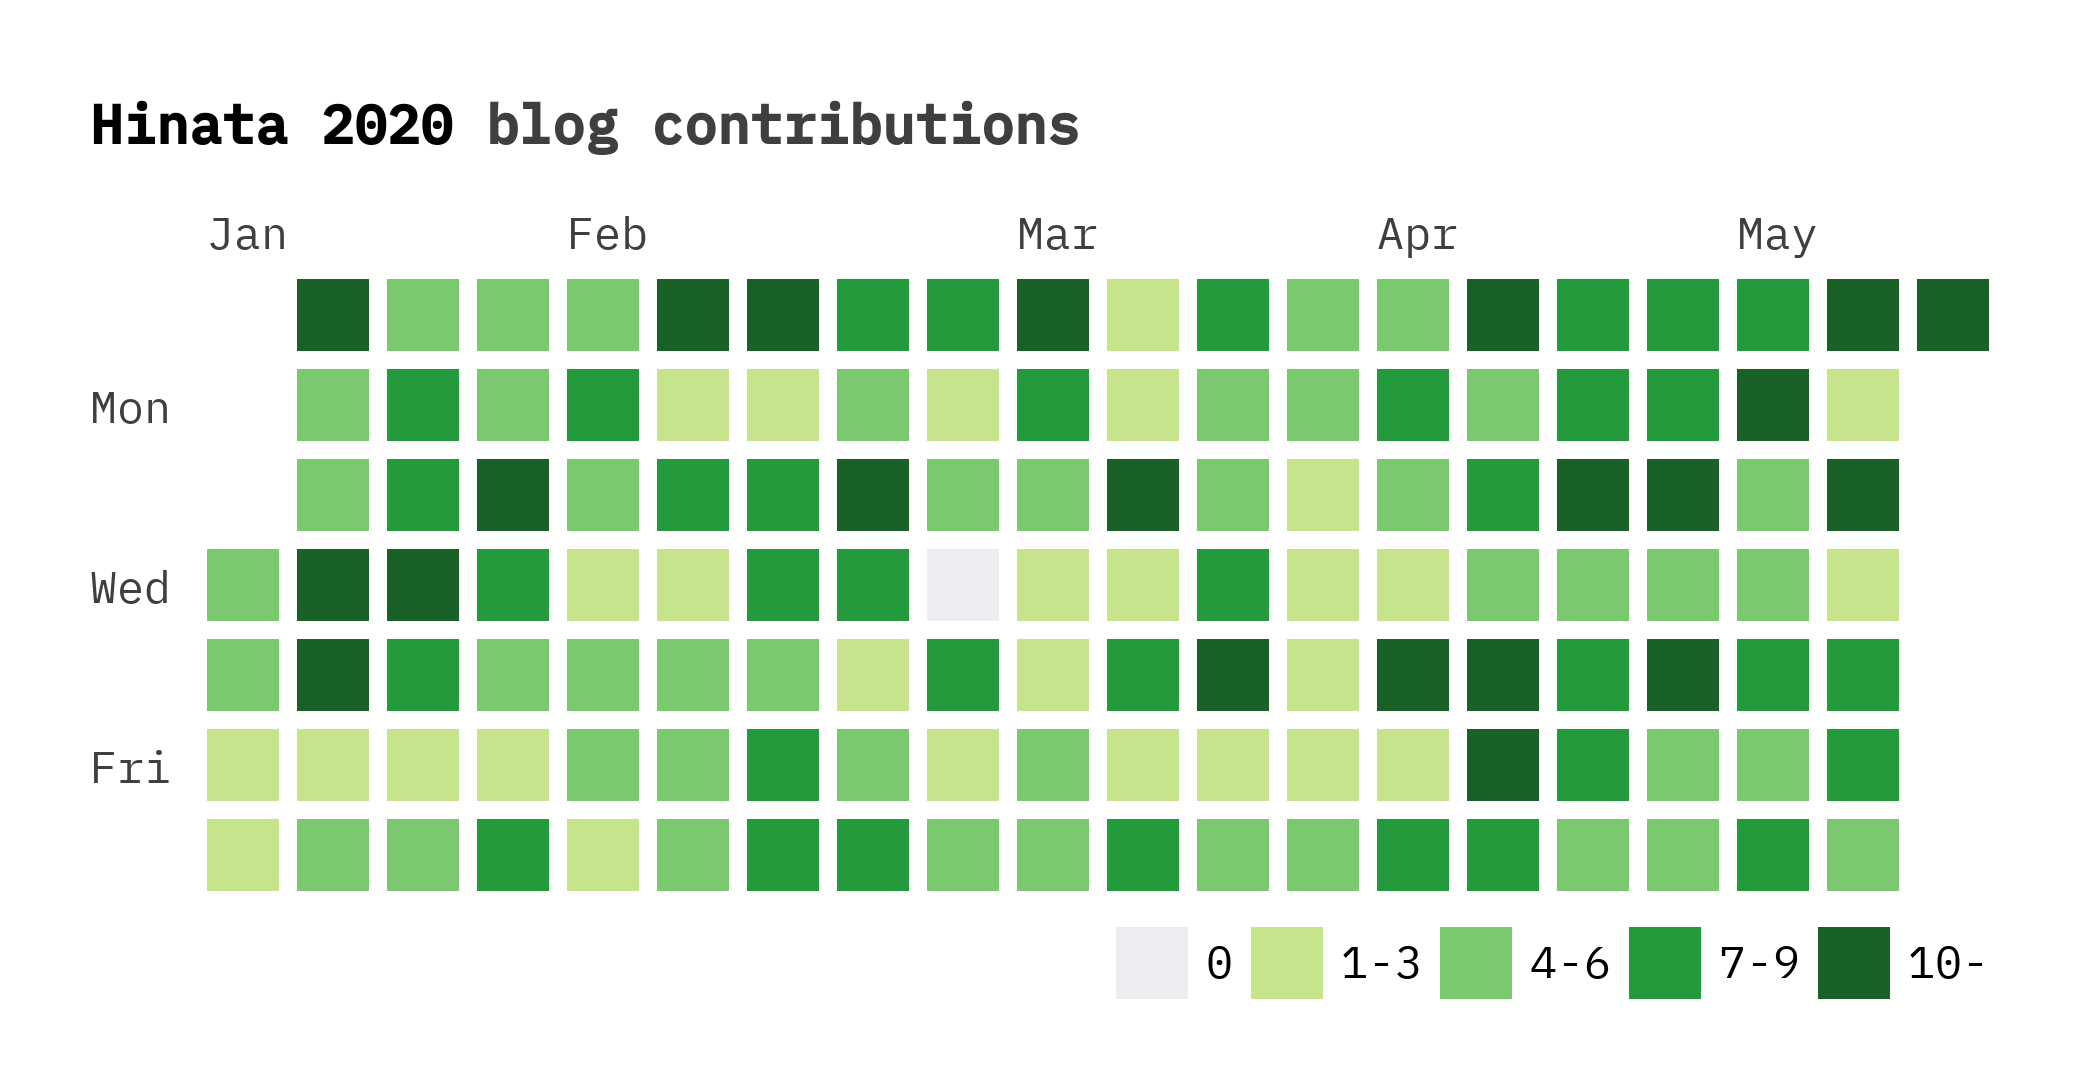 Hinata 2020 blog contributions
Jan Feb Mar Apr May
Mon
Wed
Fri
0 1-3 4-6 7-9 10-